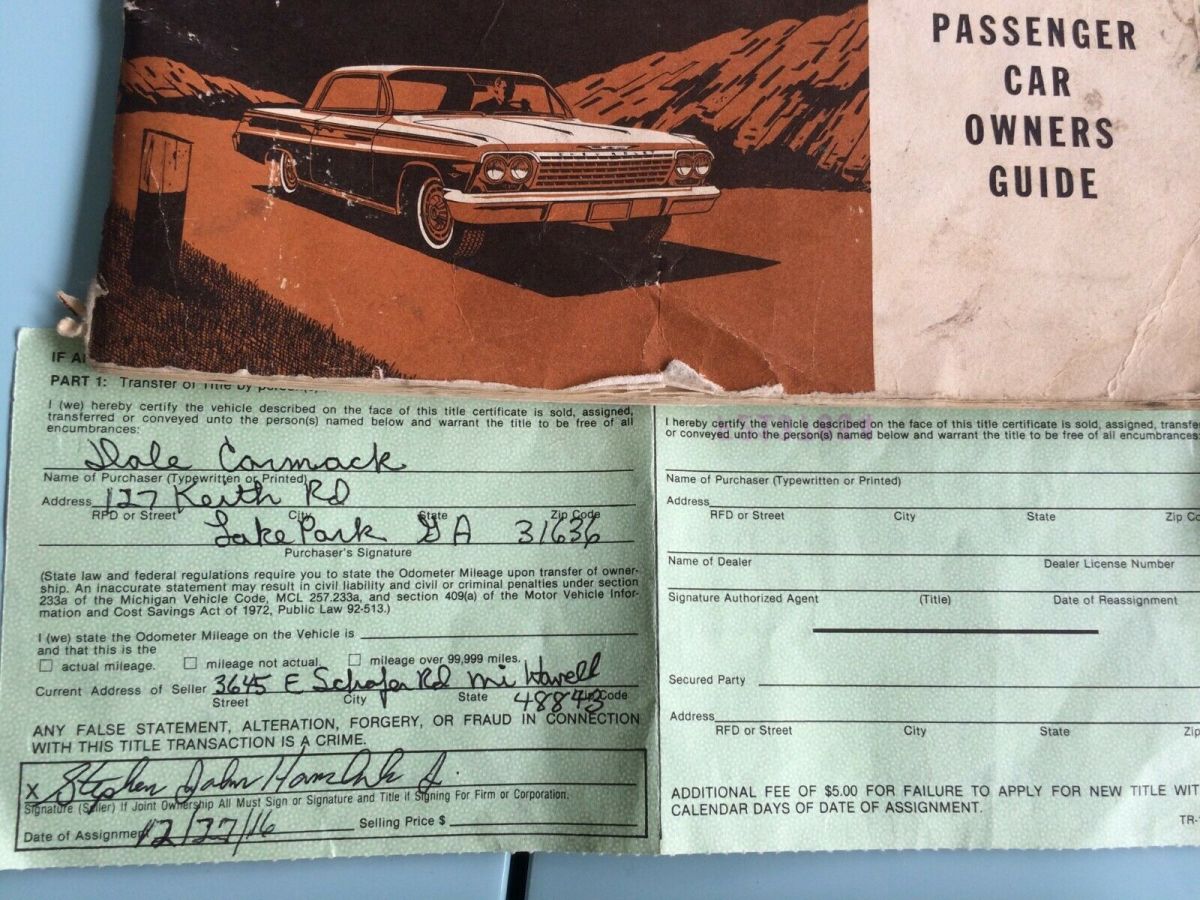 PASSENGER
CAR
OWNERS
GUIDE
IF
PART 1: Transfer of Title by
I (we) hereby certify the vehicle described on the face of this title certificate is sold, assigned,
transferred or conveyed unto the person(s) named below and warrant the title to be free of all
encumbrances:
Dale Cormack
Name of Purchaser (Typewritten or Printed)
Address 127 Keith Rd
RFD or Street City State Zip Code
Lake Park GA 31636
Purchaser's Signature
(State law and federal regulations require you to state the Odometer Mileage upon transfer of owner-
ship. An inaccurate statement may result in civil liability and civil or criminal penalties under section
233a of the Michigan Vehicle Code, MCL 257.233a, and section 409(a) of the Motor Vehicle Infor-
mation and Cost Savings Act of 1972, Public Law 92-513.)
I (we) state the Odometer Mileage on the Vehicle is
and that this is the
actual mileage. mileage not actual. mileage over 99,999 miles.
Current Address of Seller 3645 E Schafer Rd Mi Howell
Street City State Zip Code
48843
ANY FALSE STATEMENT, ALTERATION, FORGERY, OR FRAUD IN CONNECTION
WITH THIS TITLE TRANSACTION IS A CRIME.
X Stephen John
Signature (Seller) If Joint Ownership All Must Sign or Signature and Title if Signing For Firm or Corporation.
Date of Assignment 12/27/16 Selling Price $
I hereby certify the vehicle described on the face of this title certificate is sold, assigned,
or conveyed unto the person(s) named below and warrant the title to be free of all encumbrances:
Name of Purchaser (Typewritten or Printed)
Address
RFD or Street City State Zip
Name of Dealer Dealer License Number
Signature Authorized Agent (Title) Date of Reassignment
Secured Party
Address
RFD or Street City State Zip
ADDITIONAL FEE OF $5.00 FOR FAILURE TO APPLY FOR NEW TITLE
CALENDAR DAYS OF DATE OF ASSIGNMENT.
TR-